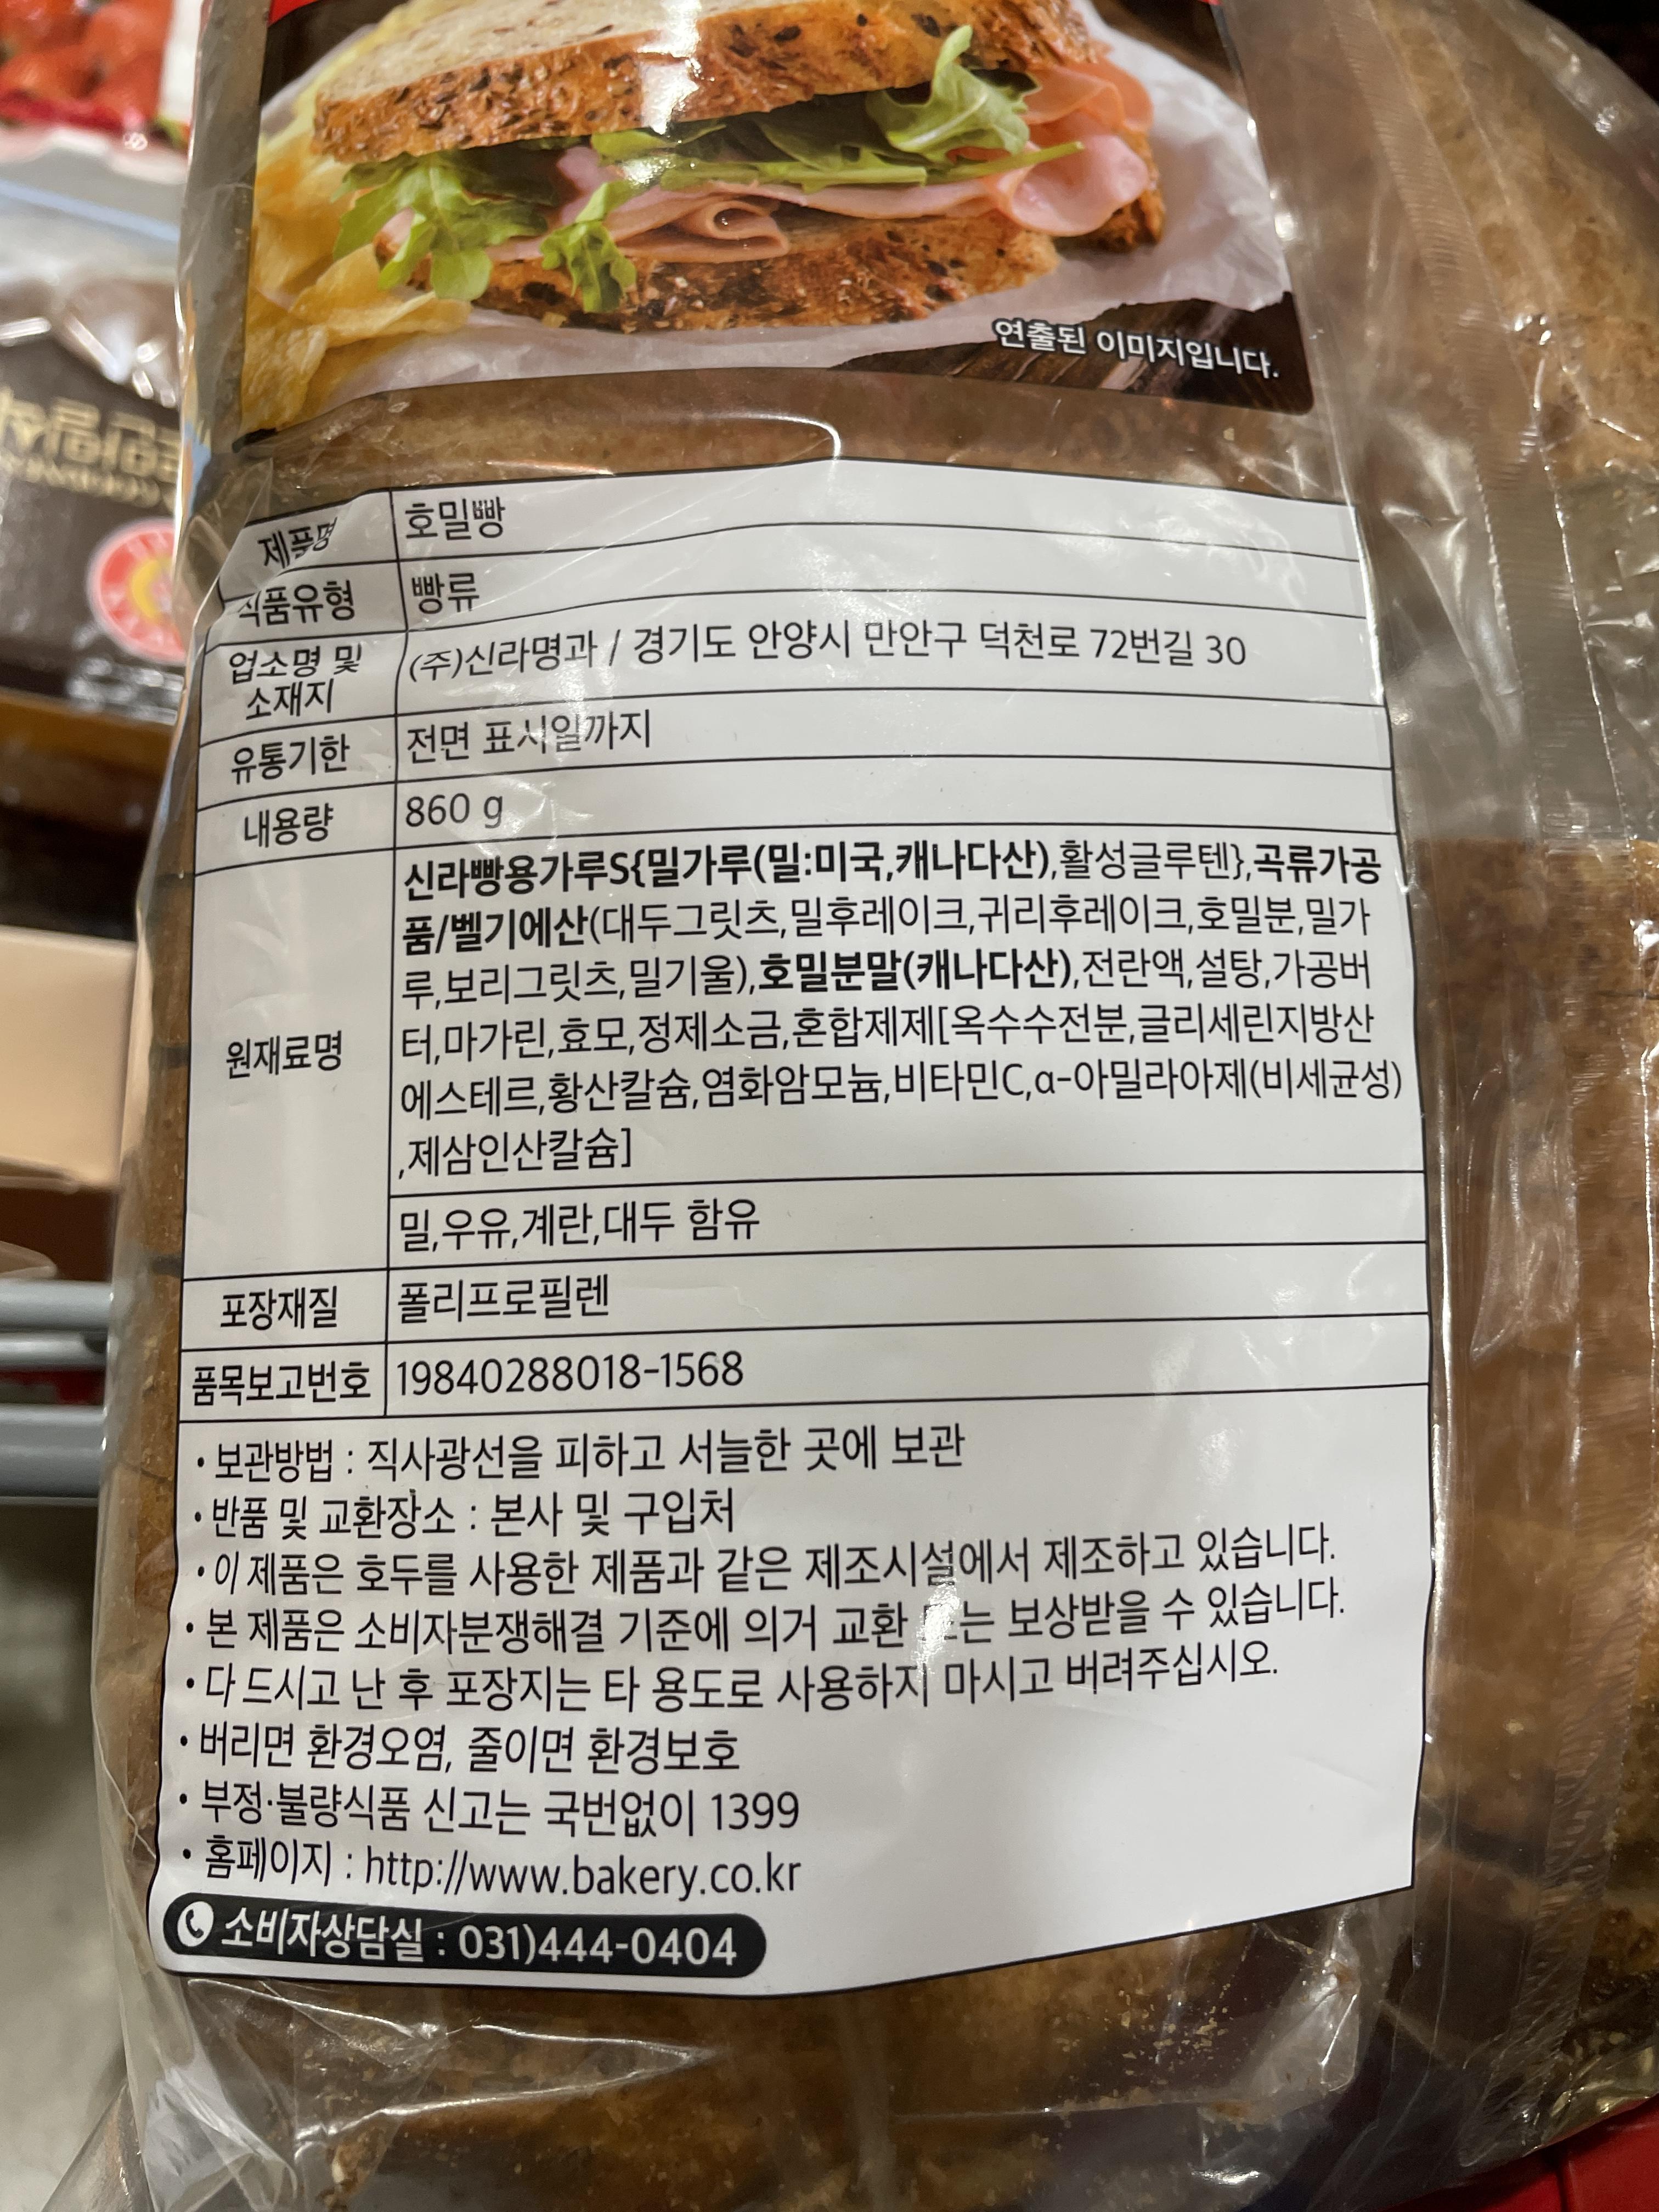 연출된 이미지입니다.
제품명 호밀빵
식품유형 빵류
업소명 및 소재지 (주)신라명과 / 경기도 안양시 만안구 덕천로 72번길 30
유통기한 전면 표시일까지
내용량 860 g
원재료명
신라빵용가루S{밀가루(밀:미국,캐나다산),활성글루텐},곡류가공
품/벨기에산(대두그릿츠,밀후레이크,귀리후레이크,호밀분,밀가
루,보리그릿츠,밀기울),호밀분말(캐나다산),전란액,설탕,가공버
터,마가린,효모,정제소금,혼합제제[옥수수전분,글리세린지방산
에스테르,황산칼슘,염화암모늄,비타민C,α-아밀라아제(비세균성)
,제삼인산칼슘]
밀,우유,계란,대두 함유
포장재질 폴리프로필렌
품목보고번호 19840288018-1568
• 보관방법 : 직사광선을 피하고 서늘한 곳에 보관
• 반품 및 교환장소 : 본사 및 구입처
• 이 제품은 호두를 사용한 제품과 같은 제조시설에서 제조하고 있습니다.
• 본 제품은 소비자분쟁해결 기준에 의거 교환 또는 보상받을 수 있습니다.
• 다 드시고 난 후 포장지는 타 용도로 사용하지 마시고 버려주십시오.
• 버리면 환경오염, 줄이면 환경보호
• 부정·불량식품 신고는 국번없이 1399
• 홈페이지 : http://www.bakery.co.kr
소비자상담실 : 031)444-0404